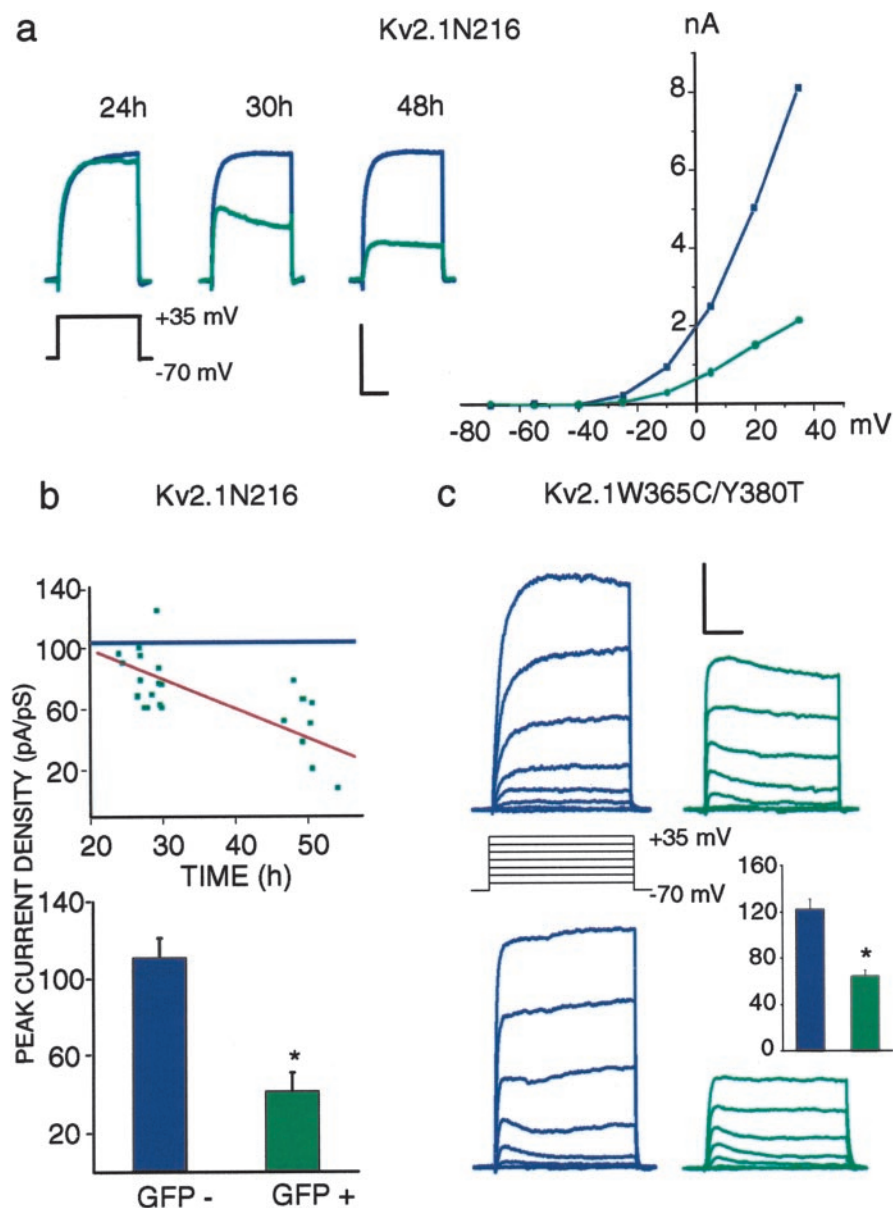 a
Kv2.1N216
24h
30h
48h
+35 mV
-70 mV
nA
8
6
4
2
-80 -60 -40 -20 0 20 40 mV
b
Kv2.1N216
PEAK CURRENT DENSITY (pA/pS)
140
100
60
20
20 30 40 50
TIME (h)
140
100
60
20
*
GFP - GFP +
c
Kv2.1W365C/Y380T
+35 mV
-70 mV
160
120
80
40
0
*